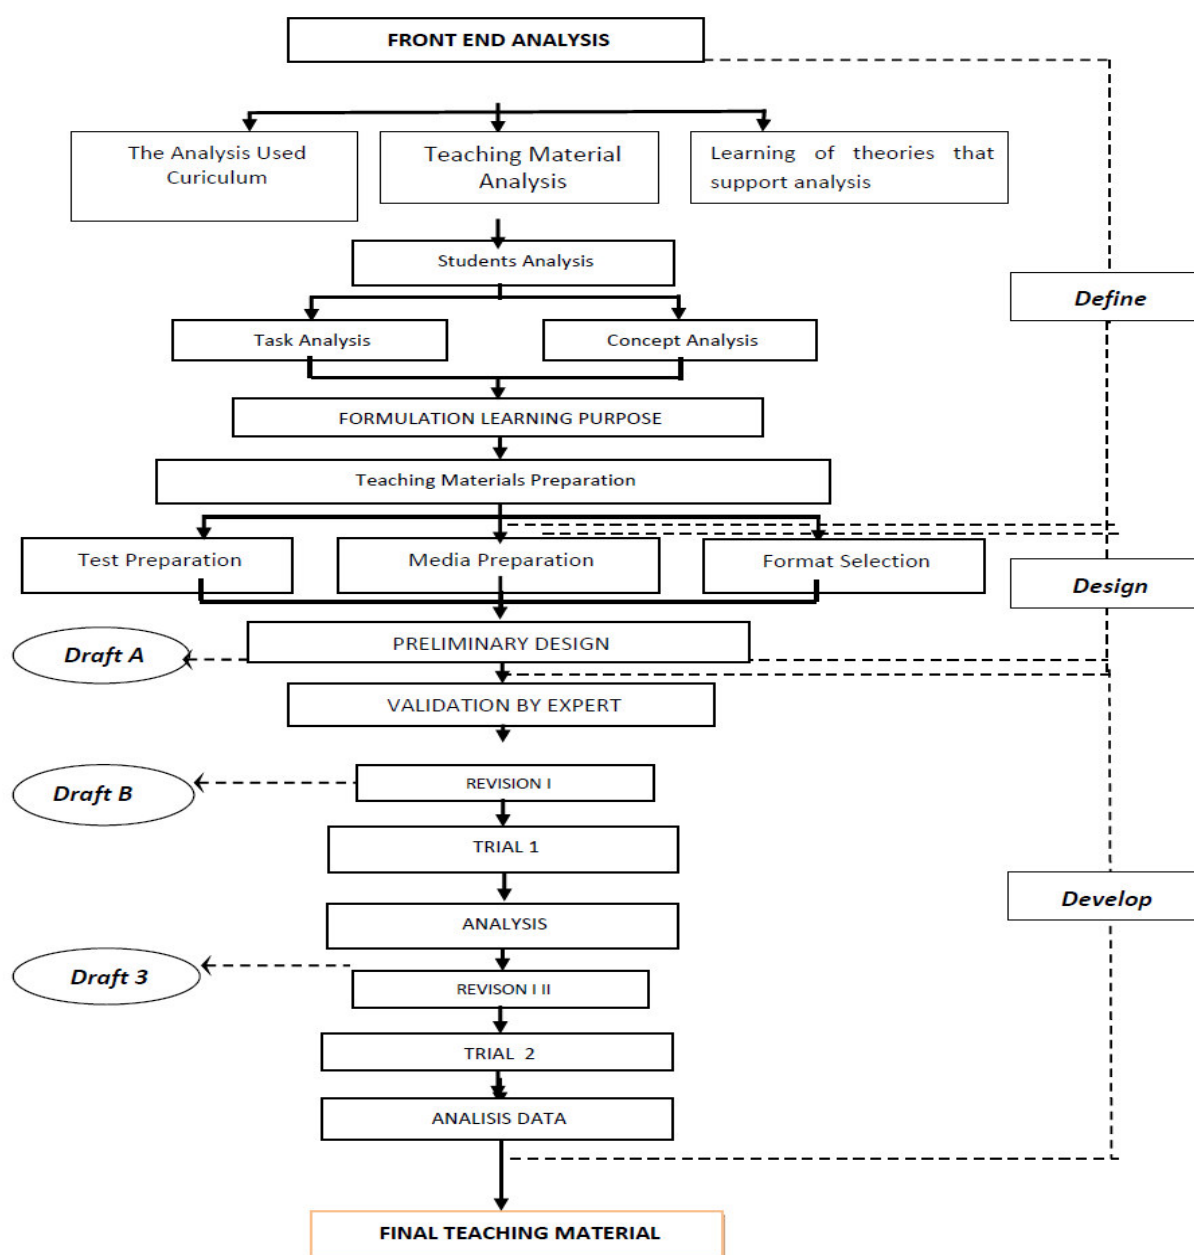 FRONT END ANALYSIS
The Analysis Used
Curiculum
Teaching Material
Analysis
Learning of theories that
support analysis
Students Analysis
Define
Task Analysis
Concept Analysis
FORMULATION LEARNING PURPOSE
Teaching Materials Preparation
Test Preparation
Media Preparation
Format Selection
Design
PRELIMINARY DESIGN
Draft A
VALIDATION BY EXPERT
REVISION I
Draft B
TRIAL 1
Develop
ANALYSIS
Draft 3
REVISON I II
TRIAL 2
ANALISIS DATA
FINAL TEACHING MATERIAL